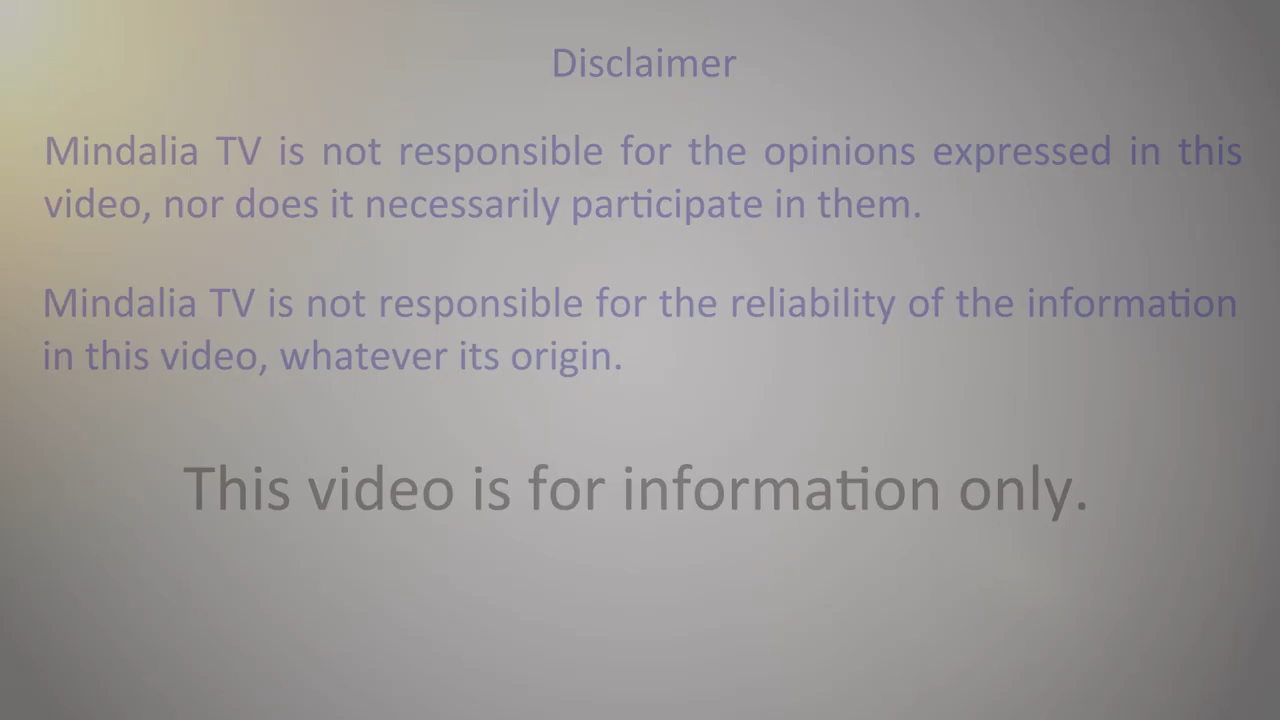 Disclaimer
Mindalia TV is not responsible for the opinions expressed in this
video, nor does it necessarily participate in them.
Mindalia TV is not responsible for the reliability of the information
in this video, whatever its origin.
This video is for information only.